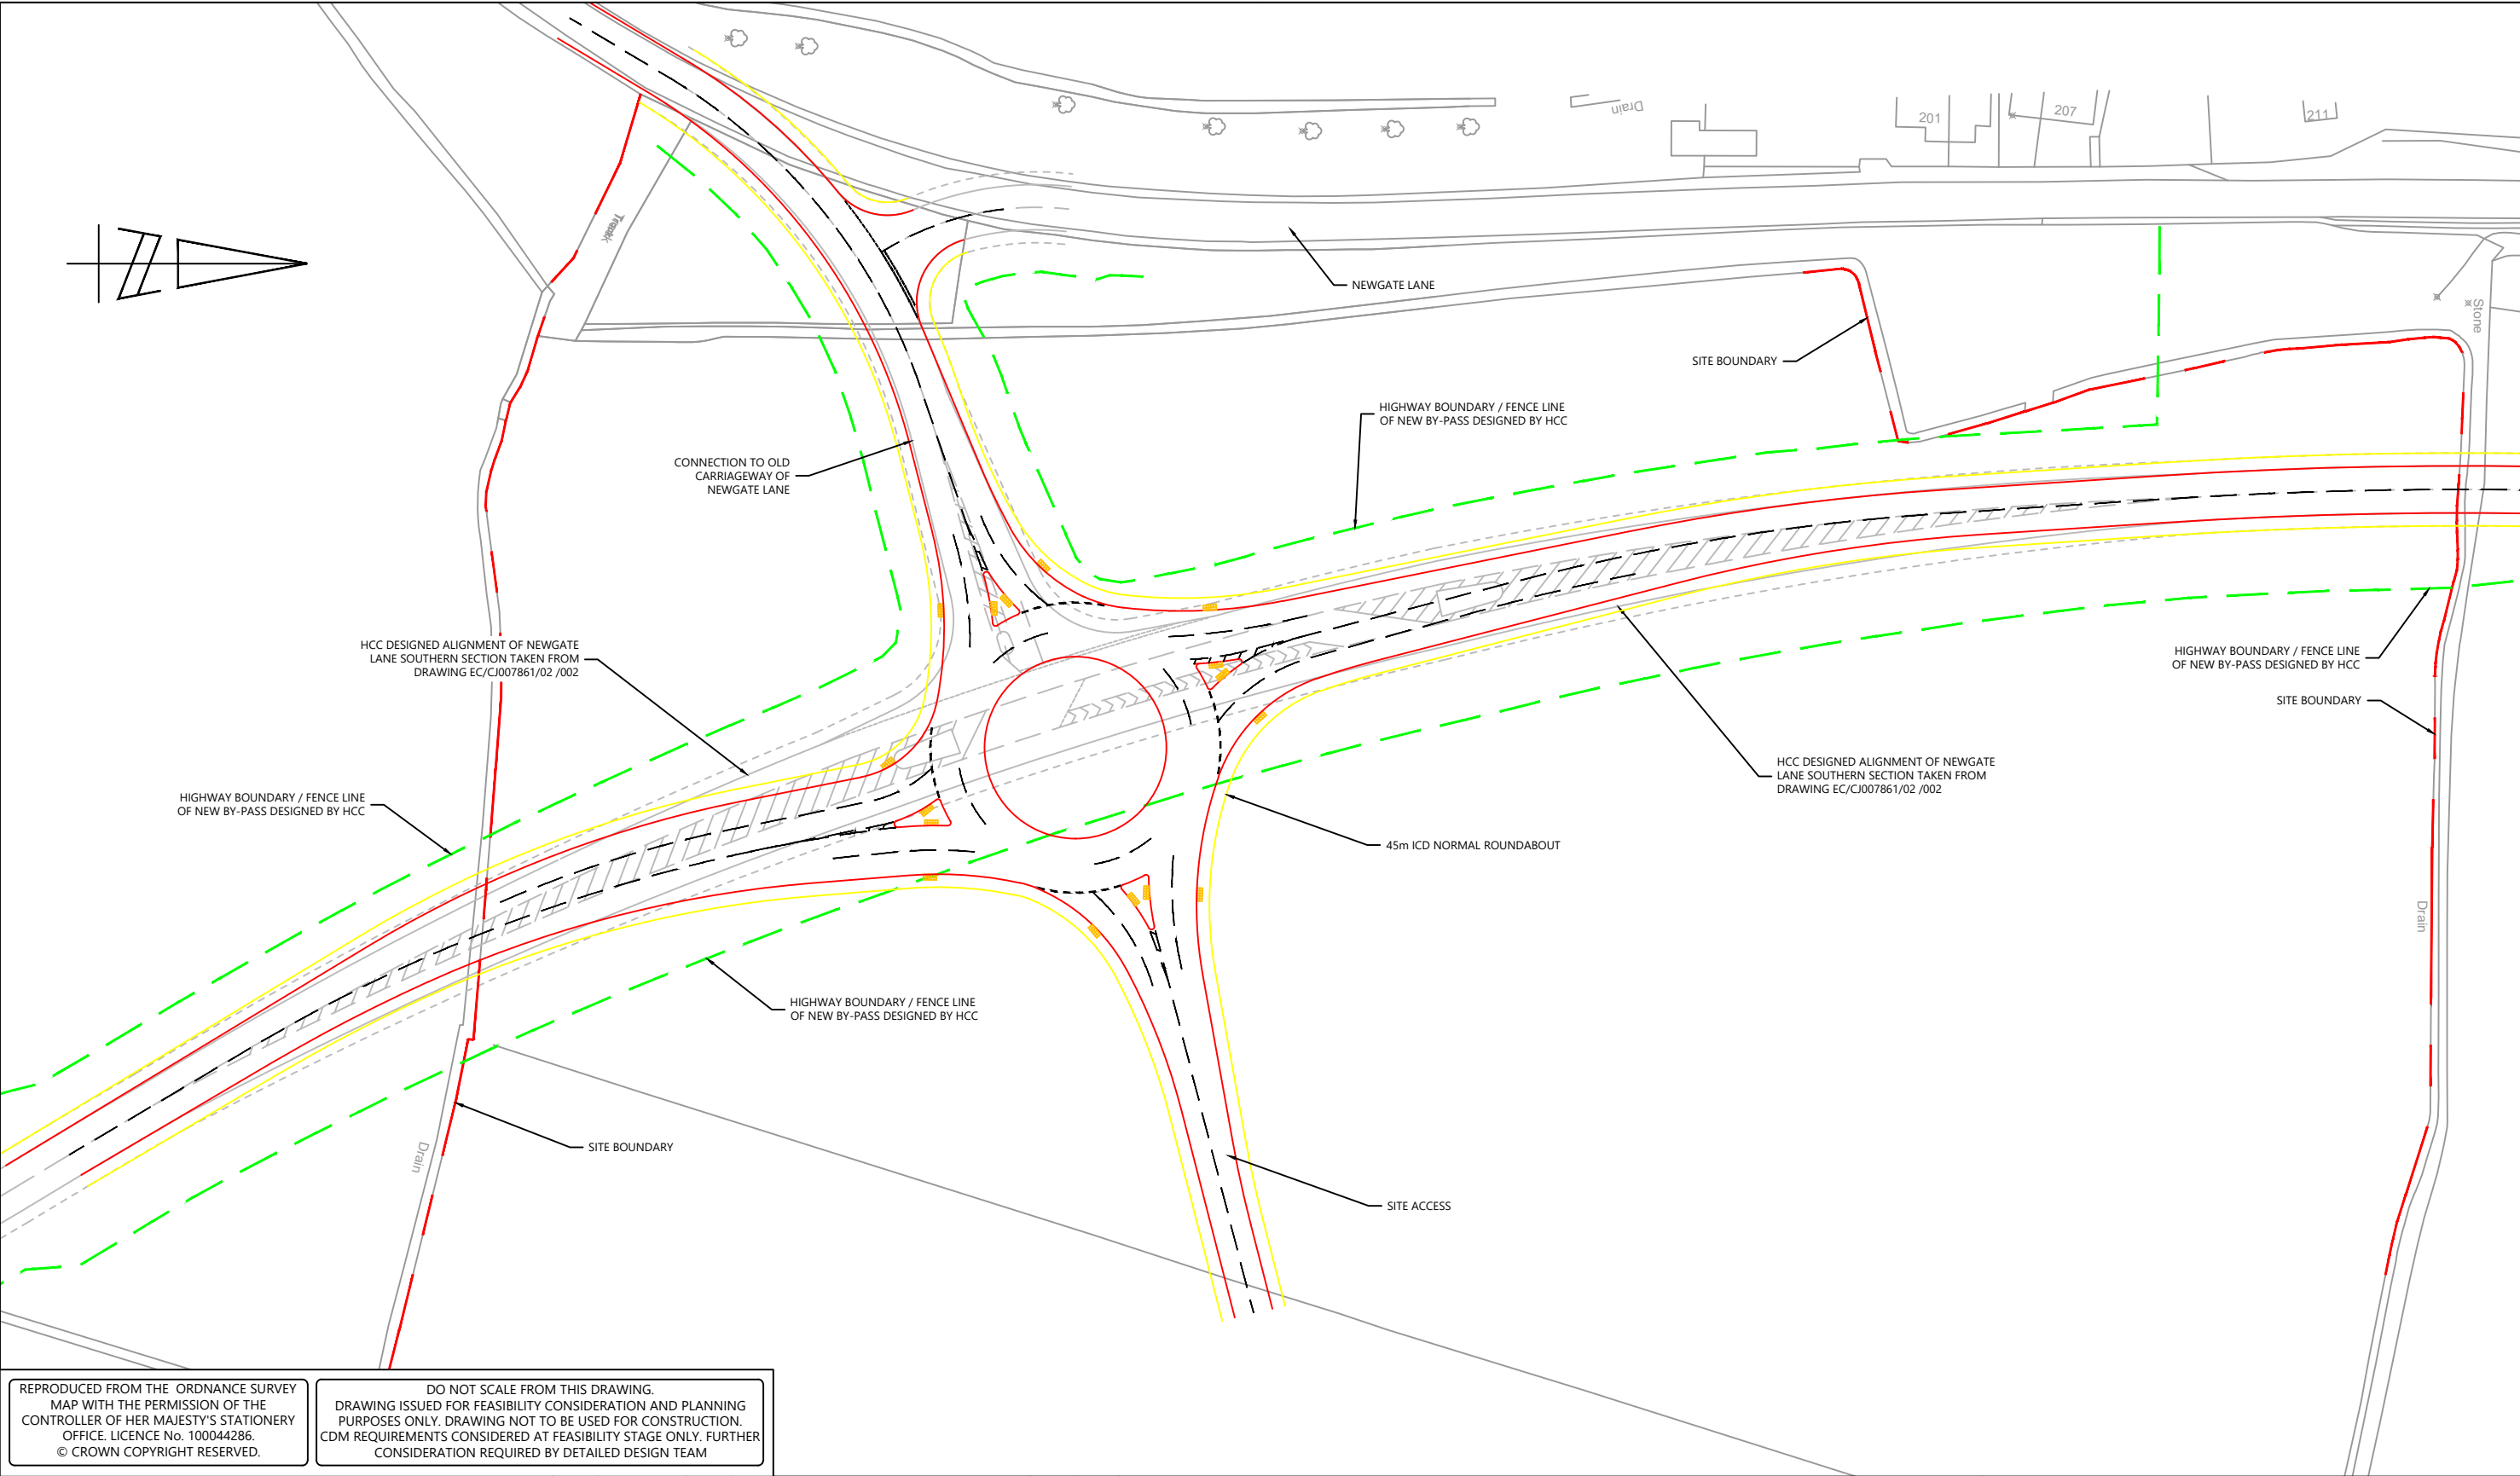 Drain
201
207
211
Track
NEWGATE LANE
Stone
SITE BOUNDARY
HIGHWAY BOUNDARY / FENCE LINE
OF NEW BY-PASS DESIGNED BY HCC
CONNECTION TO OLD
CARRIAGEWAY OF
NEWGATE LANE
HCC DESIGNED ALIGNMENT OF NEWGATE
LANE SOUTHERN SECTION TAKEN FROM
DRAWING EC/CJ007861/02 /002
HIGHWAY BOUNDARY / FENCE LINE
OF NEW BY-PASS DESIGNED BY HCC
SITE BOUNDARY
HCC DESIGNED ALIGNMENT OF NEWGATE
LANE SOUTHERN SECTION TAKEN FROM
DRAWING EC/CJ007861/02 /002
HIGHWAY BOUNDARY / FENCE LINE
OF NEW BY-PASS DESIGNED BY HCC
45m ICD NORMAL ROUNDABOUT
Drain
HIGHWAY BOUNDARY / FENCE LINE
OF NEW BY-PASS DESIGNED BY HCC
Drain
SITE BOUNDARY
SITE ACCESS
REPRODUCED FROM THE ORDNANCE SURVEY
MAP WITH THE PERMISSION OF THE
CONTROLLER OF HER MAJESTY'S STATIONERY
OFFICE. LICENCE No. 100044286.
© CROWN COPYRIGHT RESERVED.
DO NOT SCALE FROM THIS DRAWING.
DRAWING ISSUED FOR FEASIBILITY CONSIDERATION AND PLANNING
PURPOSES ONLY. DRAWING NOT TO BE USED FOR CONSTRUCTION.
CDM REQUIREMENTS CONSIDERED AT FEASIBILITY STAGE ONLY. FURTHER
CONSIDERATION REQUIRED BY DETAILED DESIGN TEAM